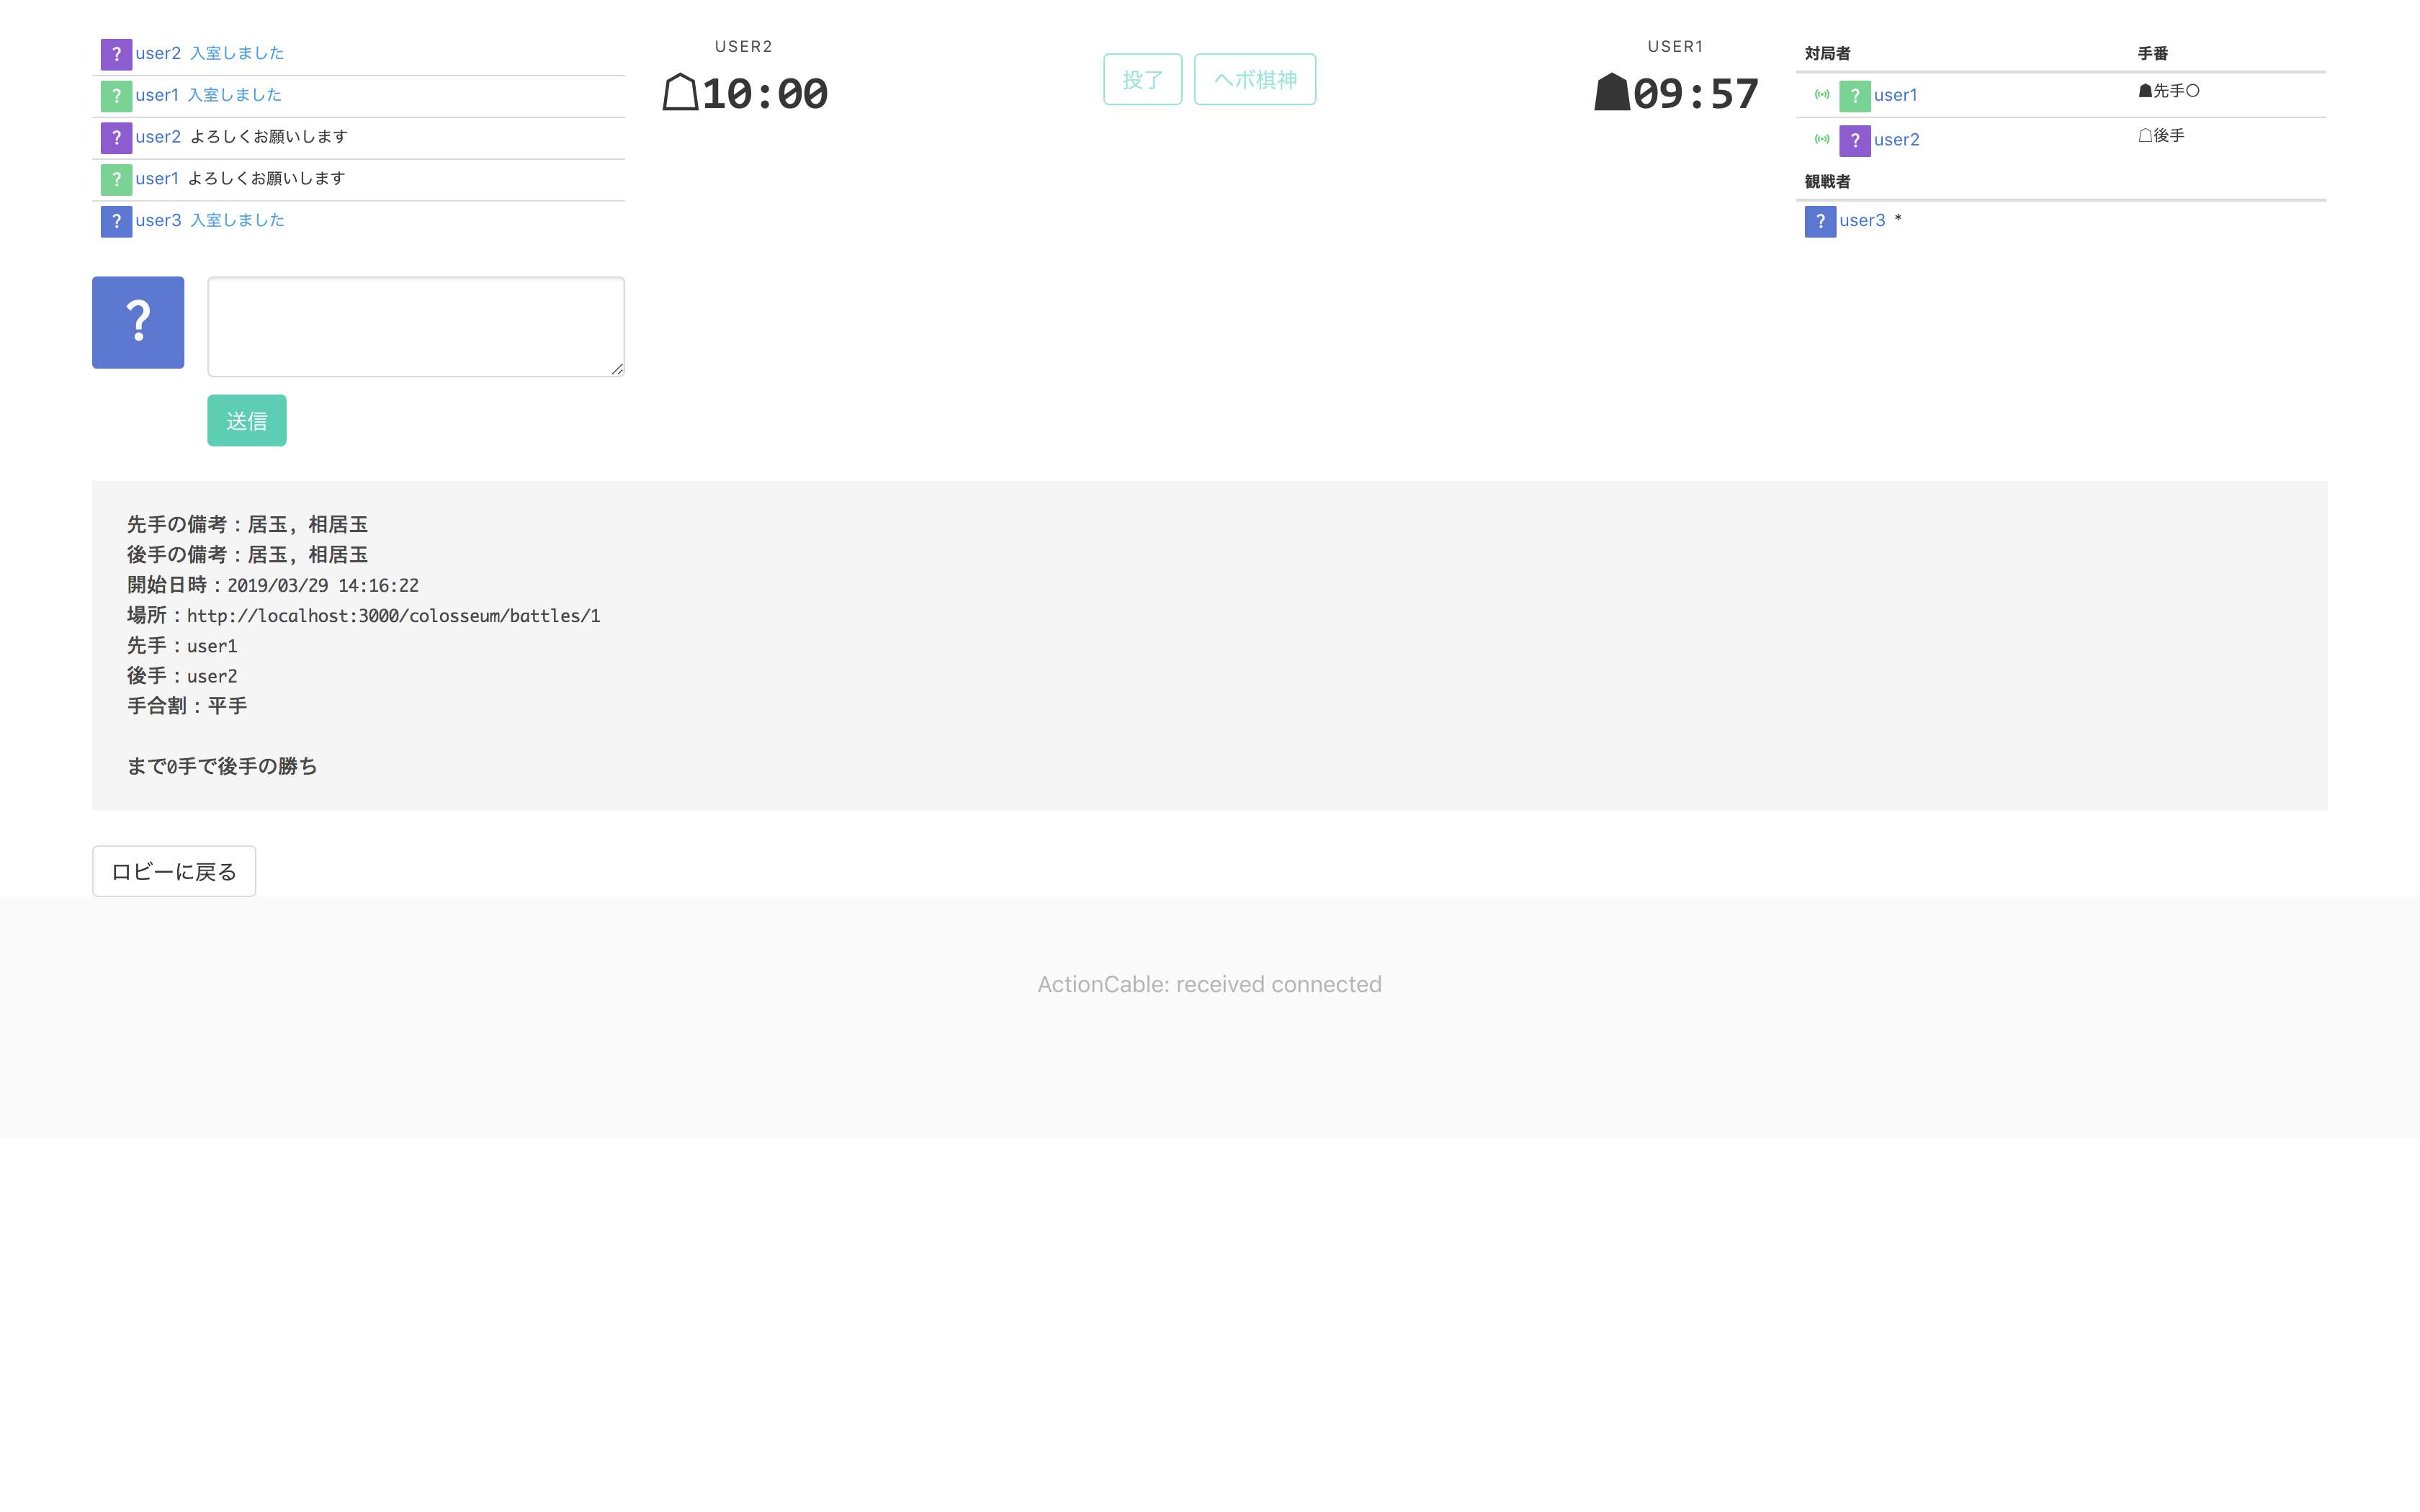 ? user2 入室しました
? user1 入室しました
? user2 よろしくお願いします
? user1 よろしくお願いします
? user3 入室しました
?
送信
USER2
☖10:00
投了 ヘボ棋神
USER1
☗09:57
対局者 手番
? user1 ☗先手○
? user2 ☖後手
観戦者
? user3 *
先手の備考：居玉, 相居玉
後手の備考：居玉, 相居玉
開始日時：2019/03/29 14:16:22
場所：http://localhost:3000/colosseum/battles/1
先手：user1
後手：user2
手合割：平手
まで0手で後手の勝ち
ロビーに戻る
ActionCable: received connected